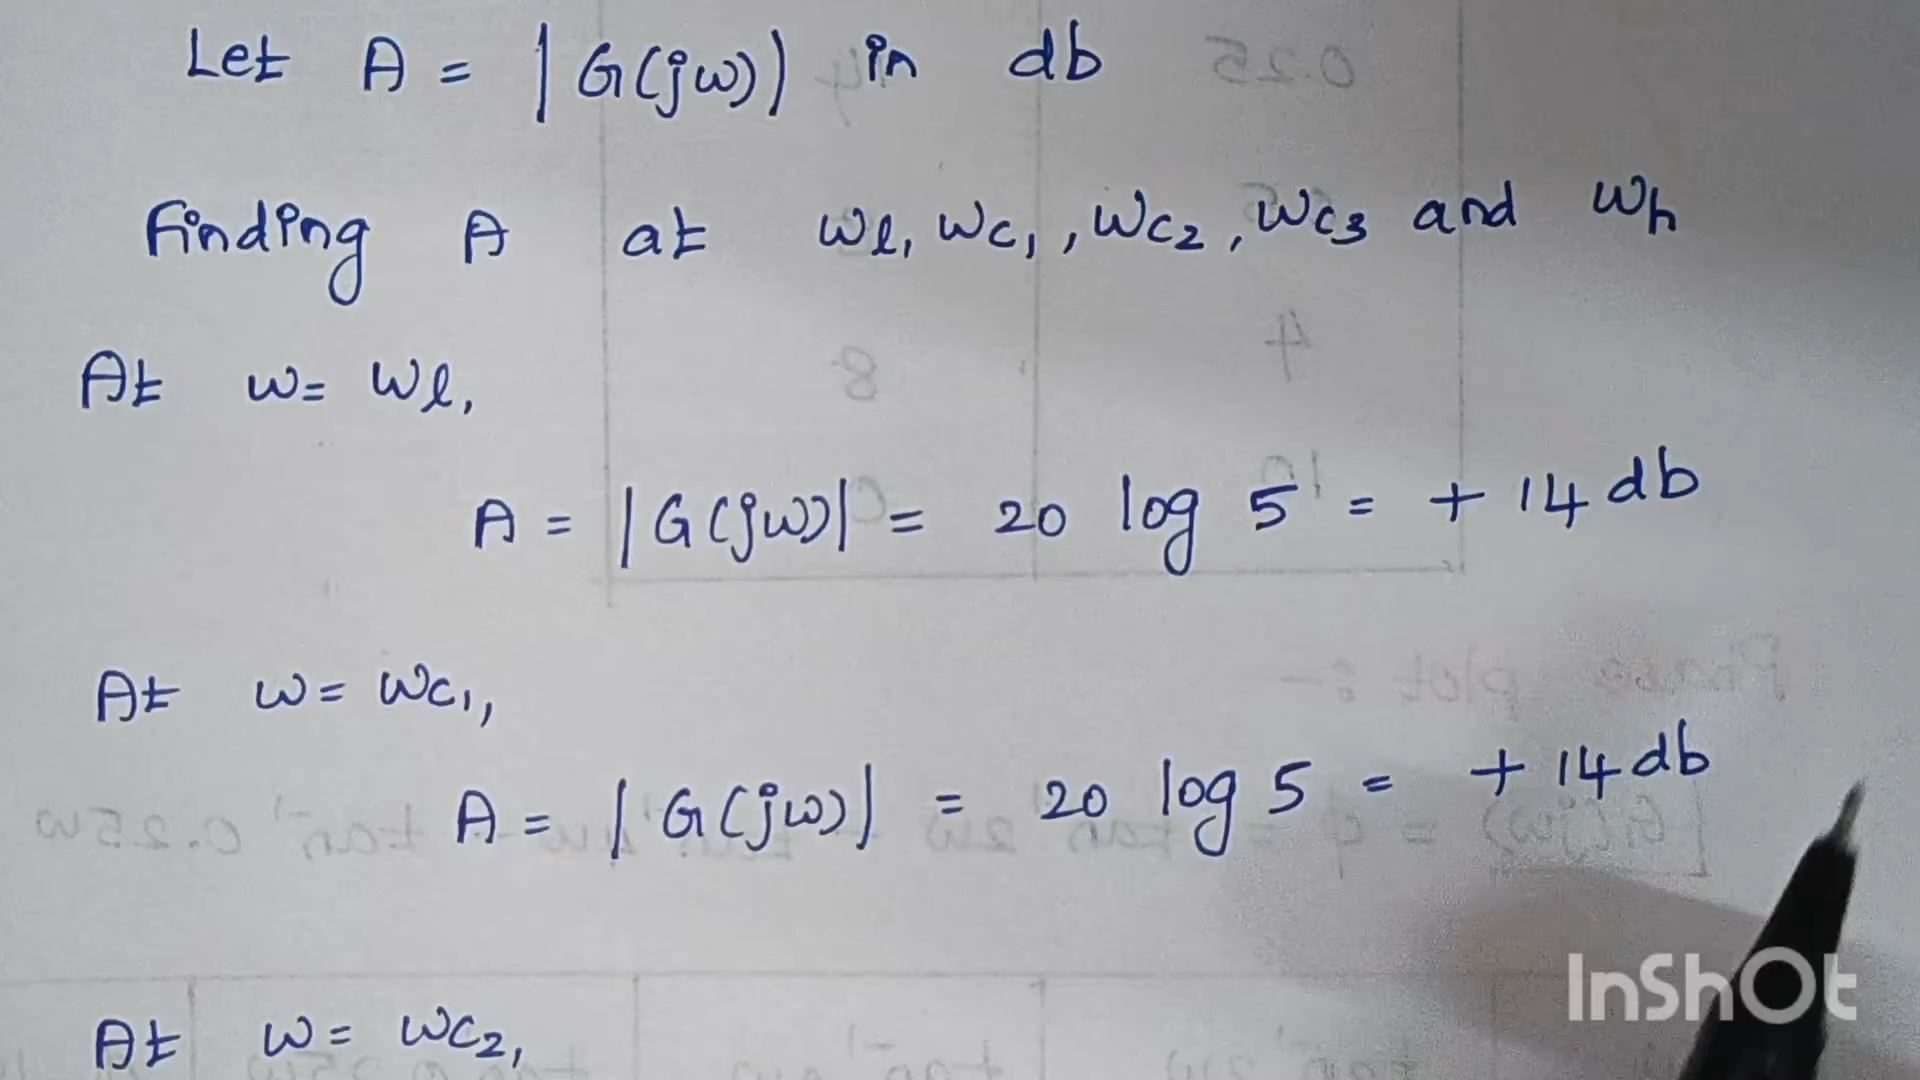 Let A = |G(jω)| in db
Finding A at ωl, ωc1, ωc2, ωc3 and ωh
At ω = ωl,
A = |G(jω)| = 20 log 5 = + 14 db
At ω = ωc1,
A = |G(jω)| = 20 log 5 = + 14 db
At ω = ωc2,
InShOt